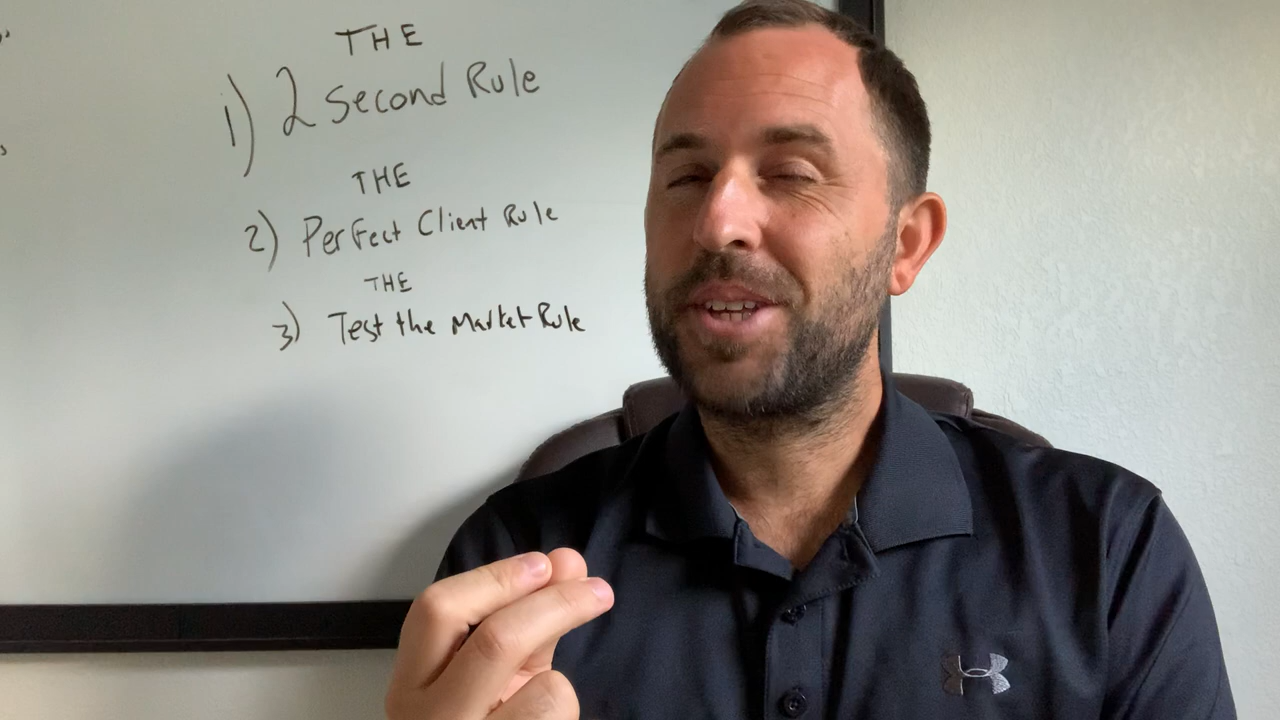 THE
1) 2 Second Rule
THE
2) Perfect Client Rule
THE
3) Test the Market Rule